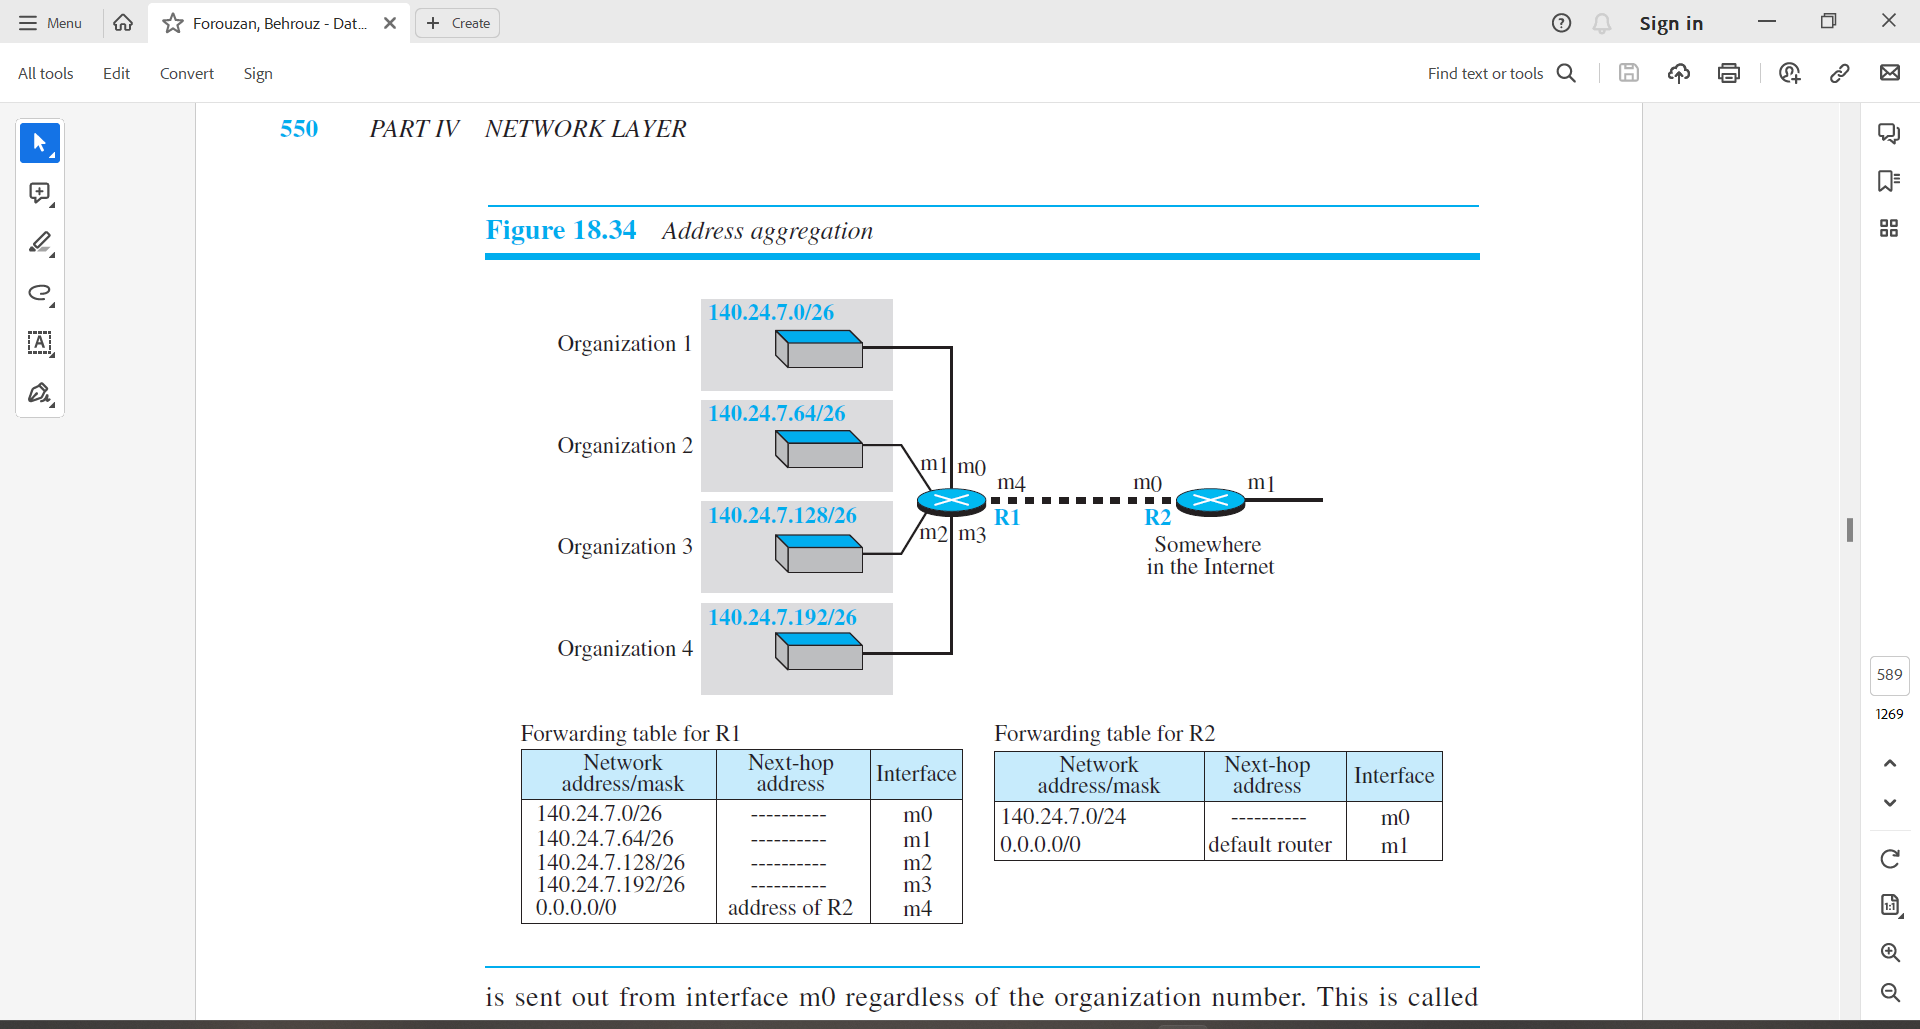 Menu
Forouzan, Behrouz - Dat...
Create
Sign in
All tools
Edit
Convert
Sign
Find text or tools
550 PART IV NETWORK LAYER
Figure 18.34 Address aggregation
140.24.7.0/26
Organization 1
140.24.7.64/26
Organization 2
m1 m0
m4
m0
m1
140.24.7.128/26
R1
R2
m2 m3
Organization 3
Somewhere
in the Internet
140.24.7.192/26
Organization 4
589
1269
Forwarding table for R1
Network address/mask Next-hop address Interface
140.24.7.0/26 ---------- m0
140.24.7.64/26 ---------- m1
140.24.7.128/26 ---------- m2
140.24.7.192/26 ---------- m3
0.0.0.0/0 address of R2 m4
Forwarding table for R2
Network address/mask Next-hop address Interface
140.24.7.0/24 ---------- m0
0.0.0.0/0 default router m1
is sent out from interface m0 regardless of the organization number. This is called